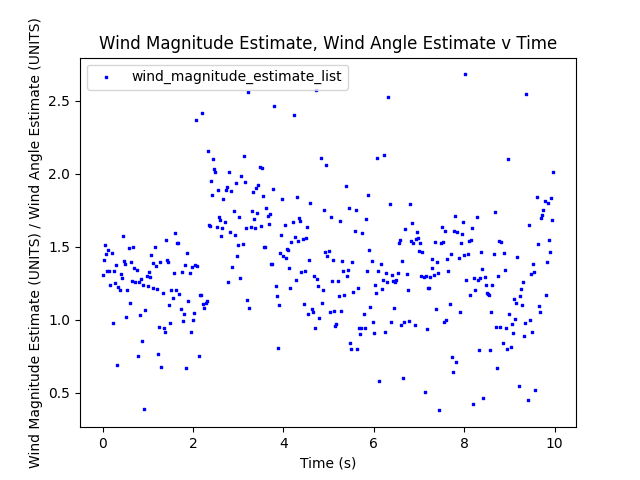 Wind Magnitude Estimate, Wind Angle Estimate v Time
Wind Magnitude Estimate (UNITS) / Wind Angle Estimate (UNITS)
wind_magnitude_estimate_list
2.5
2.0
1.5
1.0
0.5
0 2 4 6 8 10
Time (s)